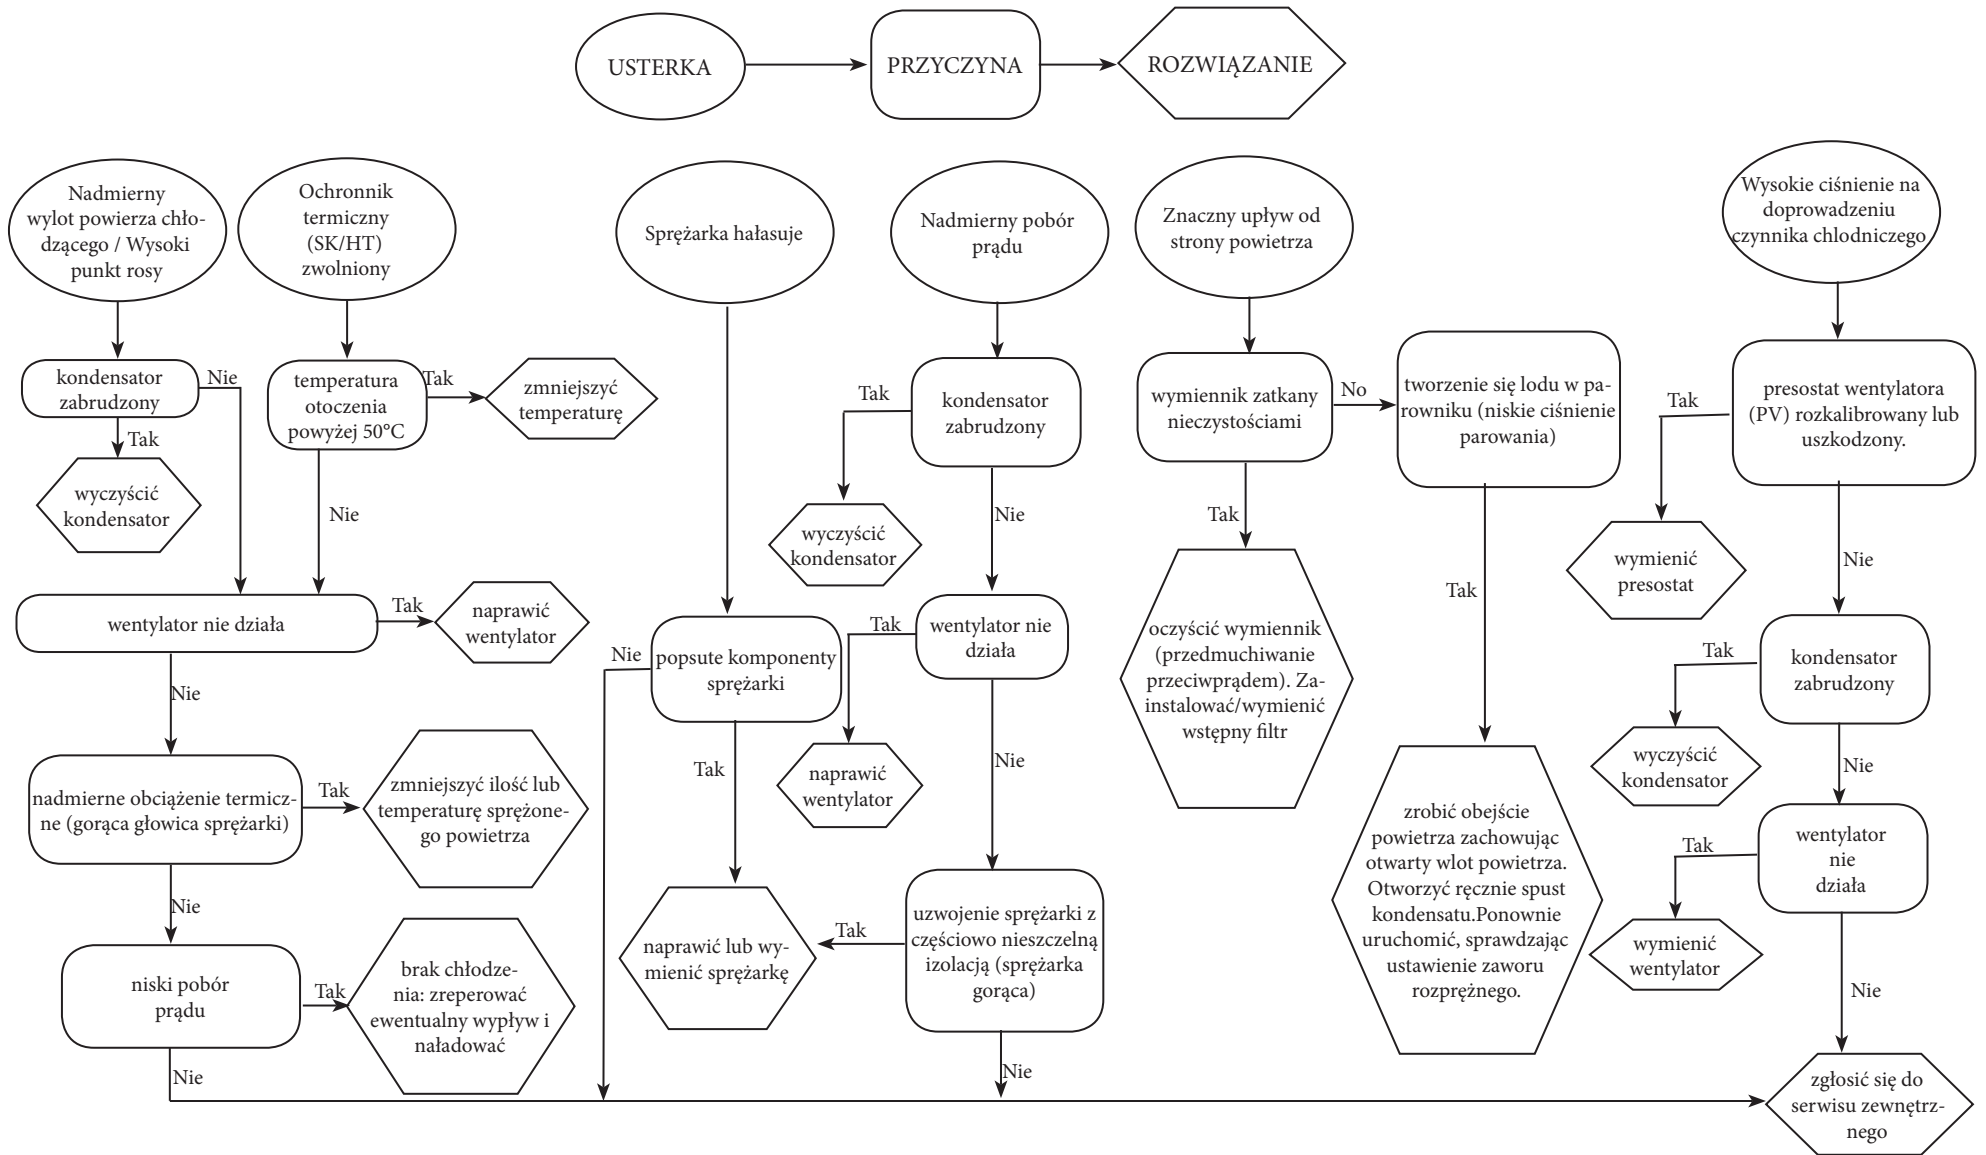 USTERKA
PRZYCZYNA
ROZWIĄZANIE
Nadmierny
wylot powierza chło-
dzącego / Wysoki
punkt rosy
Ochronnik
termiczny
(SK/HT)
zwolniony
Sprężarka hałasuje
Nadmierny pobór
prądu
Znaczny upływ od
strony powietrza
Wysokie ciśnienie na
doprowadzeniu
czynnika chlodniczego
kondensator
zabrudzony
Nie
Tak
wyczyścić
kondensator
temperatura
otoczenia
powyżej 50°C
Tak
zmniejszyć
temperaturę
Nie
wentylator nie działa
Tak
naprawić
wentylator
Nie
nadmierne obciążenie termicz-
ne (gorąca głowica sprężarki)
Tak
zmniejszyć ilość lub
temperaturę sprężone-
go powietrza
Nie
niski pobór
prądu
Tak
brak chłodze-
nia: zreperować
ewentualny wypływ i
naładować
Nie
popsute komponenty
sprężarki
Nie
Tak
naprawić lub wy-
mienić sprężarkę
kondensator
zabrudzony
Tak
wyczyścić
kondensator
Nie
wentylator nie
działa
Tak
naprawić
wentylator
Nie
uzwojenie sprężarki z
częściowo nieszczelną
izolacją (sprężarka
gorąca)
Tak
Nie
wymiennik zatkany
nieczystościami
No
Tak
oczyścić wymiennik
(przedmuchiwanie
przeciwprądem). Za-
instalować/wymienić
wstępny filtr
tworzenie się lodu w pa-
rowniku (niskie ciśnienie
parowania)
Tak
zrobić obejście
powietrza zachowując
otwarty wlot powietrza.
Otworzyć ręcznie spust
kondensatu.Ponownie
uruchomić, sprawdzając
ustawienie zaworu
rozprężnego.
presostat wentylatora
(PV) rozkalibrowany lub
uszkodzony.
Tak
wymienić
presostat
Nie
kondensator
zabrudzony
Tak
wyczyścić
kondensator
Nie
wentylator
nie
działa
Tak
wymienić
wentylator
Nie
zgłosić się do
serwisu zewnętrz-
nego